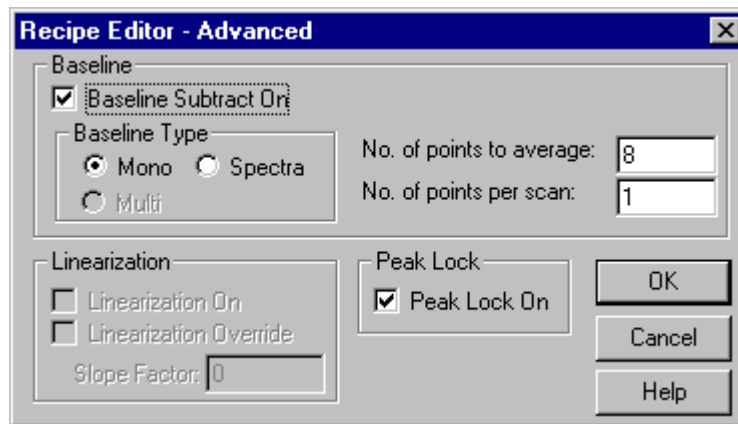 Recipe Editor - Advanced
Baseline
Baseline Subtract On
Baseline Type
Mono
Spectra
Multi
No. of points to average: 8
No. of points per scan: 1
Linearization
Linearization On
Linearization Override
Slope Factor: 0
Peak Lock
Peak Lock On
OK
Cancel
Help